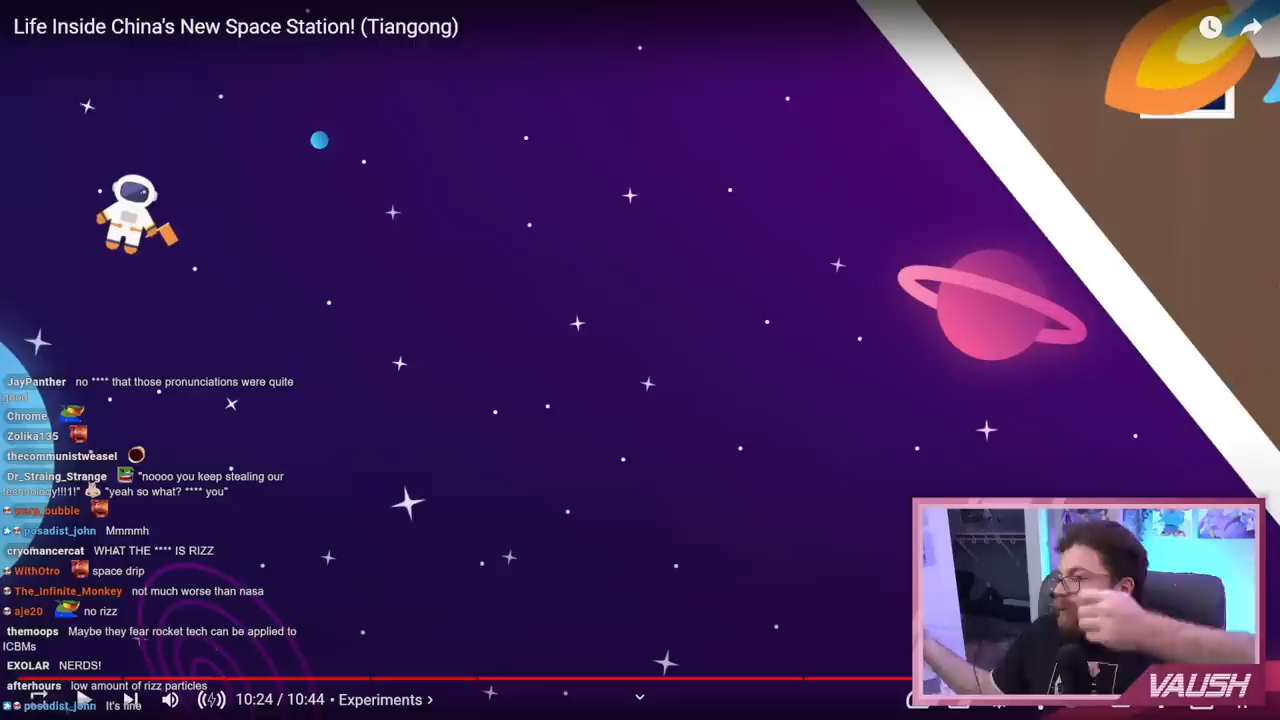 Life Inside China's New Space Station! (Tiangong)
JayPanther no **** that those pronunciations were quite
good
Chrome
Zolika135
thecommunistweasel
Dr_Straing_Strange "noooo you keep stealing our
technology!!!1!" "yeah so what? **** you"
warp_bubble
posadist_john Mmmmh
cryomancercat WHAT THE **** IS RIZZ
WithOtro space drip
The_Infinite_Monkey not much worse than nasa
aje20 no rizz
themoops Maybe they fear rocket tech can be applied to
ICBMs
EXOLAR NERDS!
afterhours low amount of rizz particles
posadist_john It's fine
10:24 / 10:44 • Experiments
VAUSH